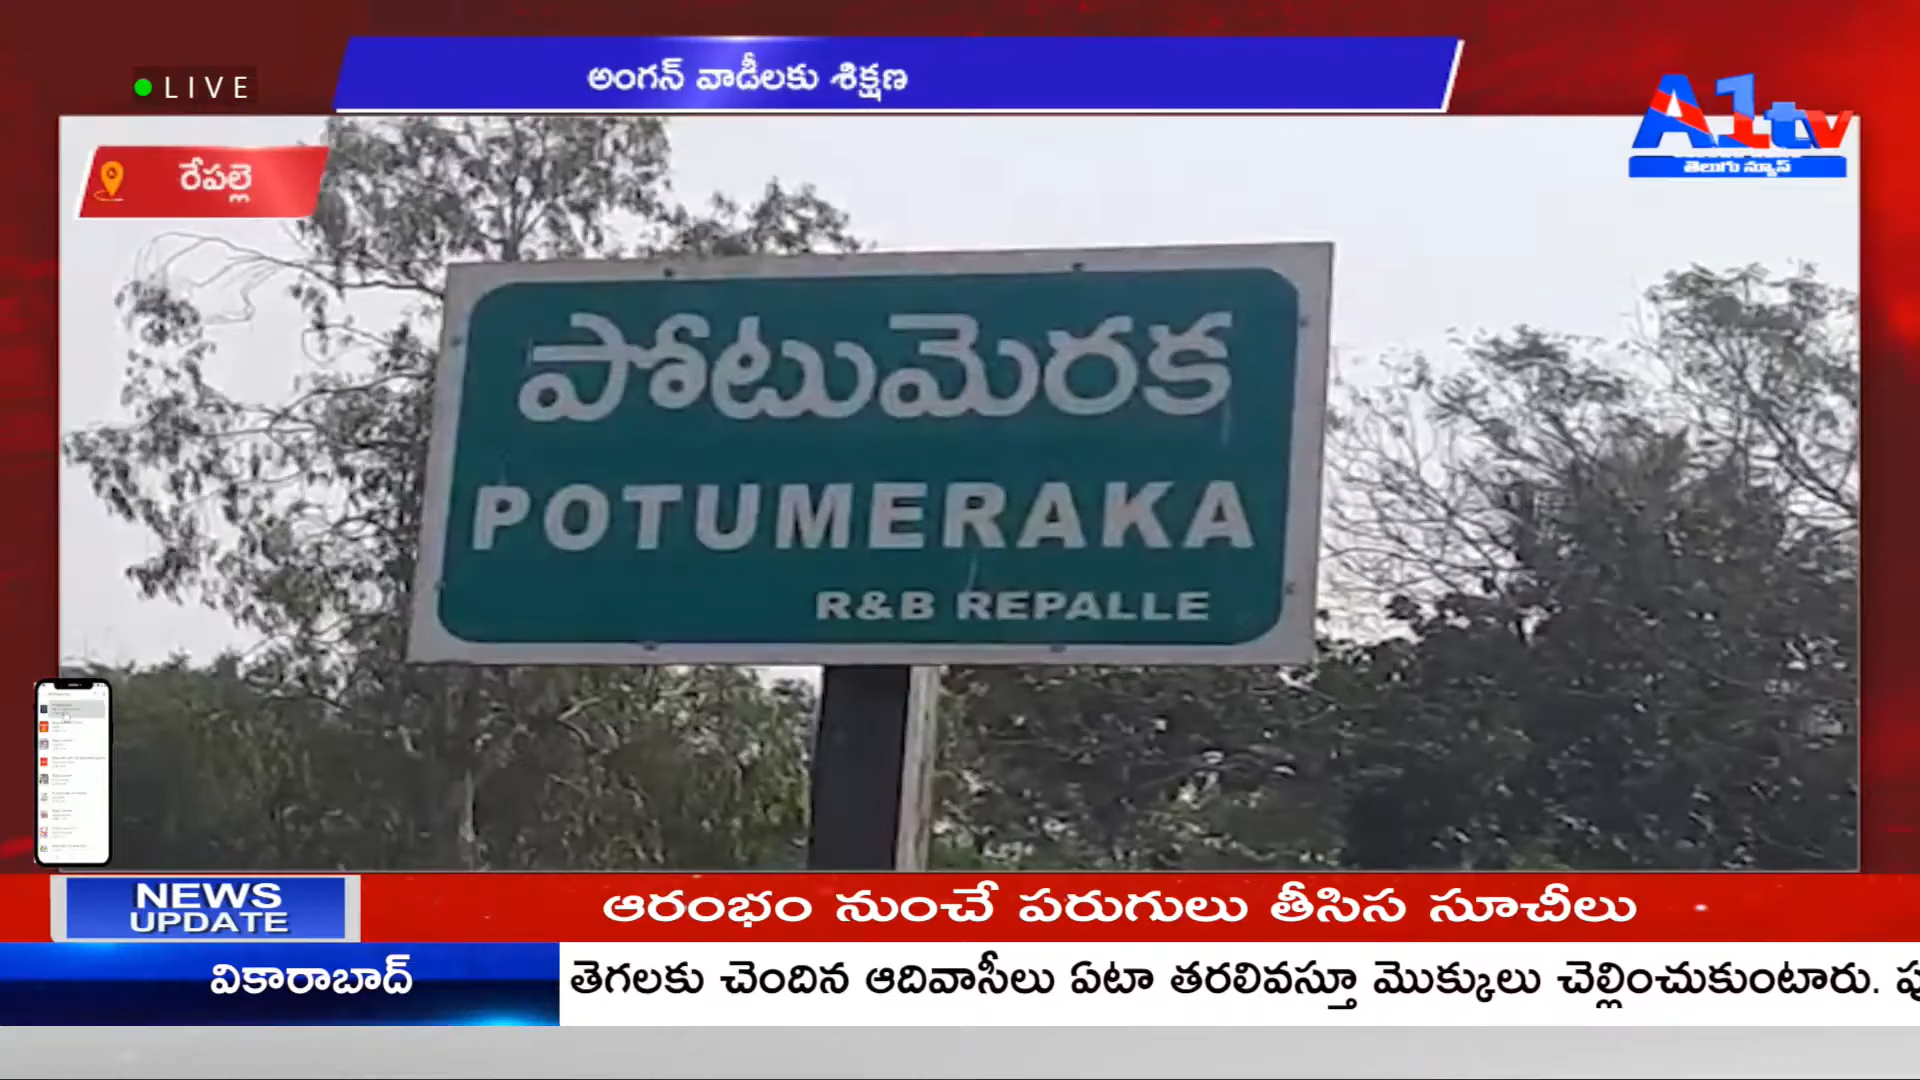 LIVE
అంగన్ వాడీలకు శిక్షణ
A1tv
తెలుగు న్యూస్
రేపల్లె
పోటుమెరక
POTUMERAKA
R&B REPALLE
NEWS
UPDATE
ఆరంభం నుంచే పరుగులు తీసిస సూచీలు
వికారాబాద్
తెగలకు చెందిన ఆదివాసీలు ఏటా తరలివస్తూ మొక్కులు చెల్లించుకుంటారు.